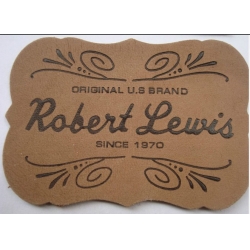 ORIGINAL U.S BRAND
Robert Lewis
SINCE 1970